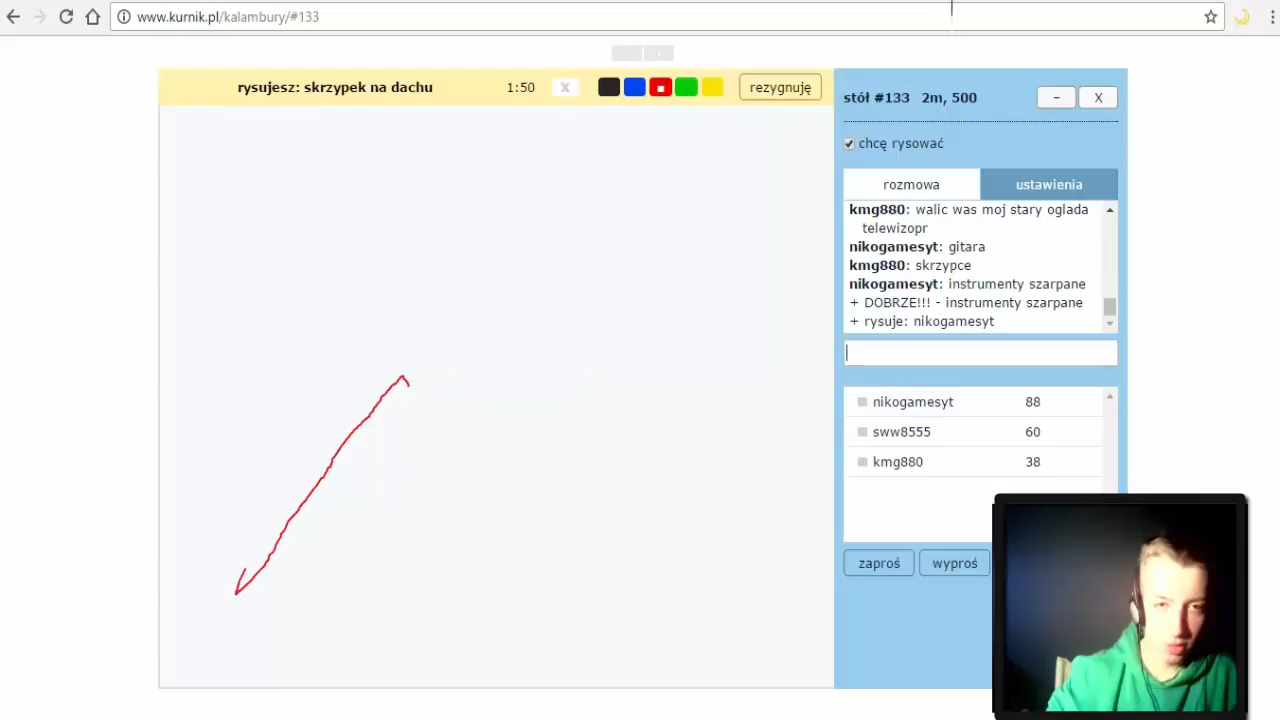 www.kurnik.pl/kalambury/#133
rysujesz: skrzypek na dachu 1:50 X rezygnuję
stół #133 2m, 500 – X
chcę rysować
rozmowa ustawienia
kmg880: walic was moj stary oglada
telewizopr
nikogamesyt: gitara
kmg880: skrzypce
nikogamesyt: instrumenty szarpane
+ DOBRZE!!! - instrumenty szarpane
+ rysuje: nikogamesyt
nikogamesyt 88
sww8555 60
kmg880 38
zaproś wyproś